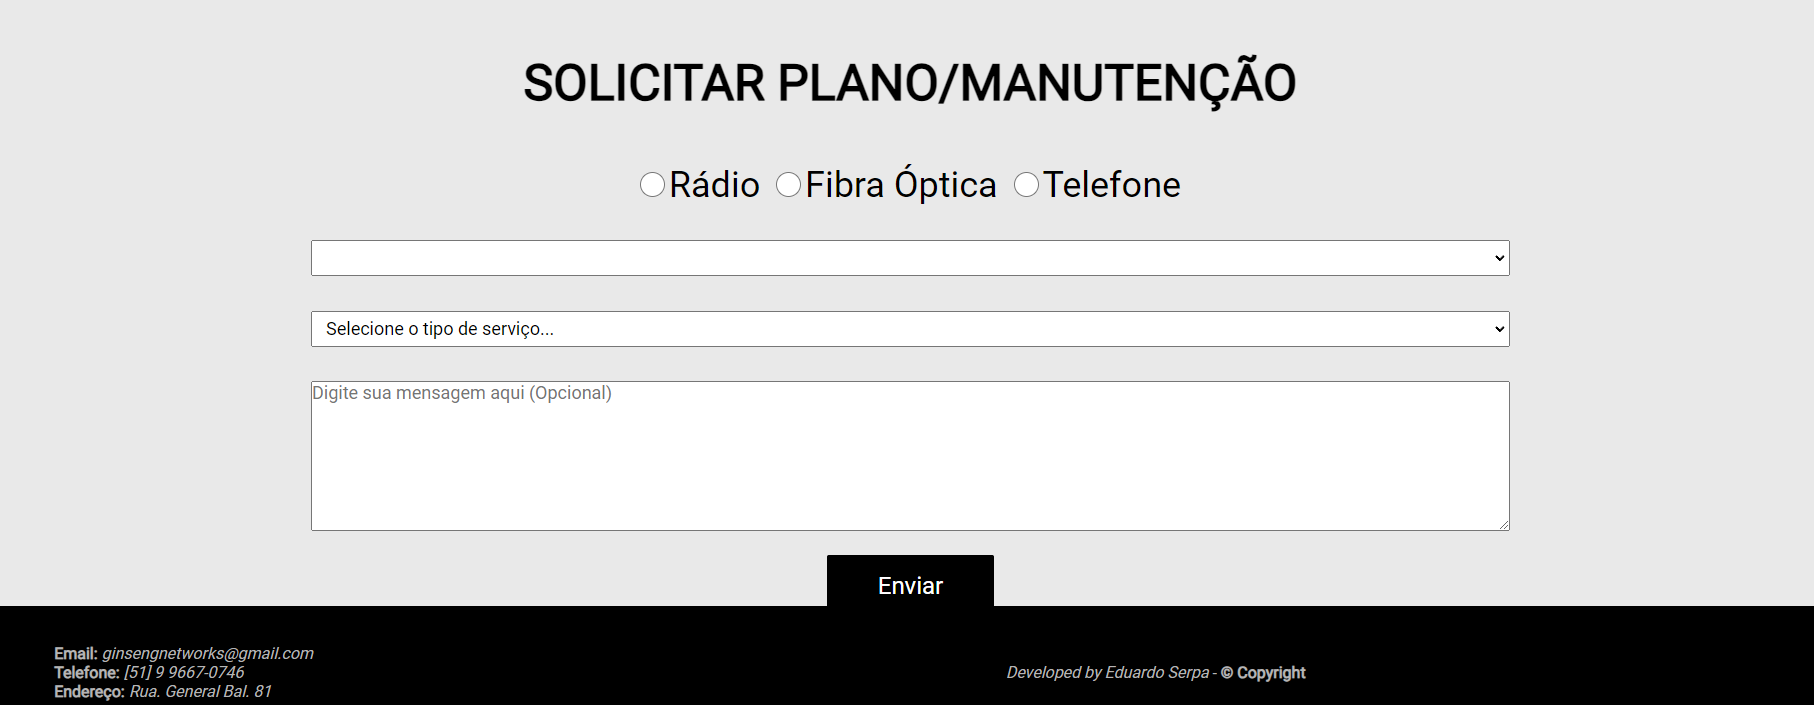 SOLICITAR PLANO/MANUTENÇÃO
Rádio Fibra Óptica Telefone
Selecione o tipo de serviço...
Digite sua mensagem aqui (Opcional)
Enviar
Email: ginsengnetworks@gmail.com
Telefone: [51] 9 9667-0746
Endereço: Rua. General Bal. 81
Developed by Eduardo Serpa - © Copyright